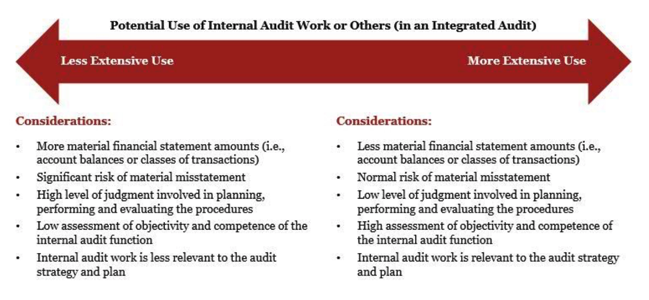 Potential Use of Internal Audit Work or Others (in an Integrated Audit)
Less Extensive Use
More Extensive Use
Considerations:
• More material financial statement amounts (i.e.,
account balances or classes of transactions)
• Significant risk of material misstatement
• High level of judgment involved in planning,
performing and evaluating the procedures
• Low assessment of objectivity and competence of the
internal audit function
• Internal audit work is less relevant to the audit
strategy and plan
Considerations:
• Less material financial statement amounts (i.e.,
account balances or classes of transactions)
• Normal risk of material misstatement
• Low level of judgment involved in planning,
performing and evaluating the procedures
• High assessment of objectivity and competence of
the internal audit function
• Internal audit work is relevant to the audit strategy
and plan